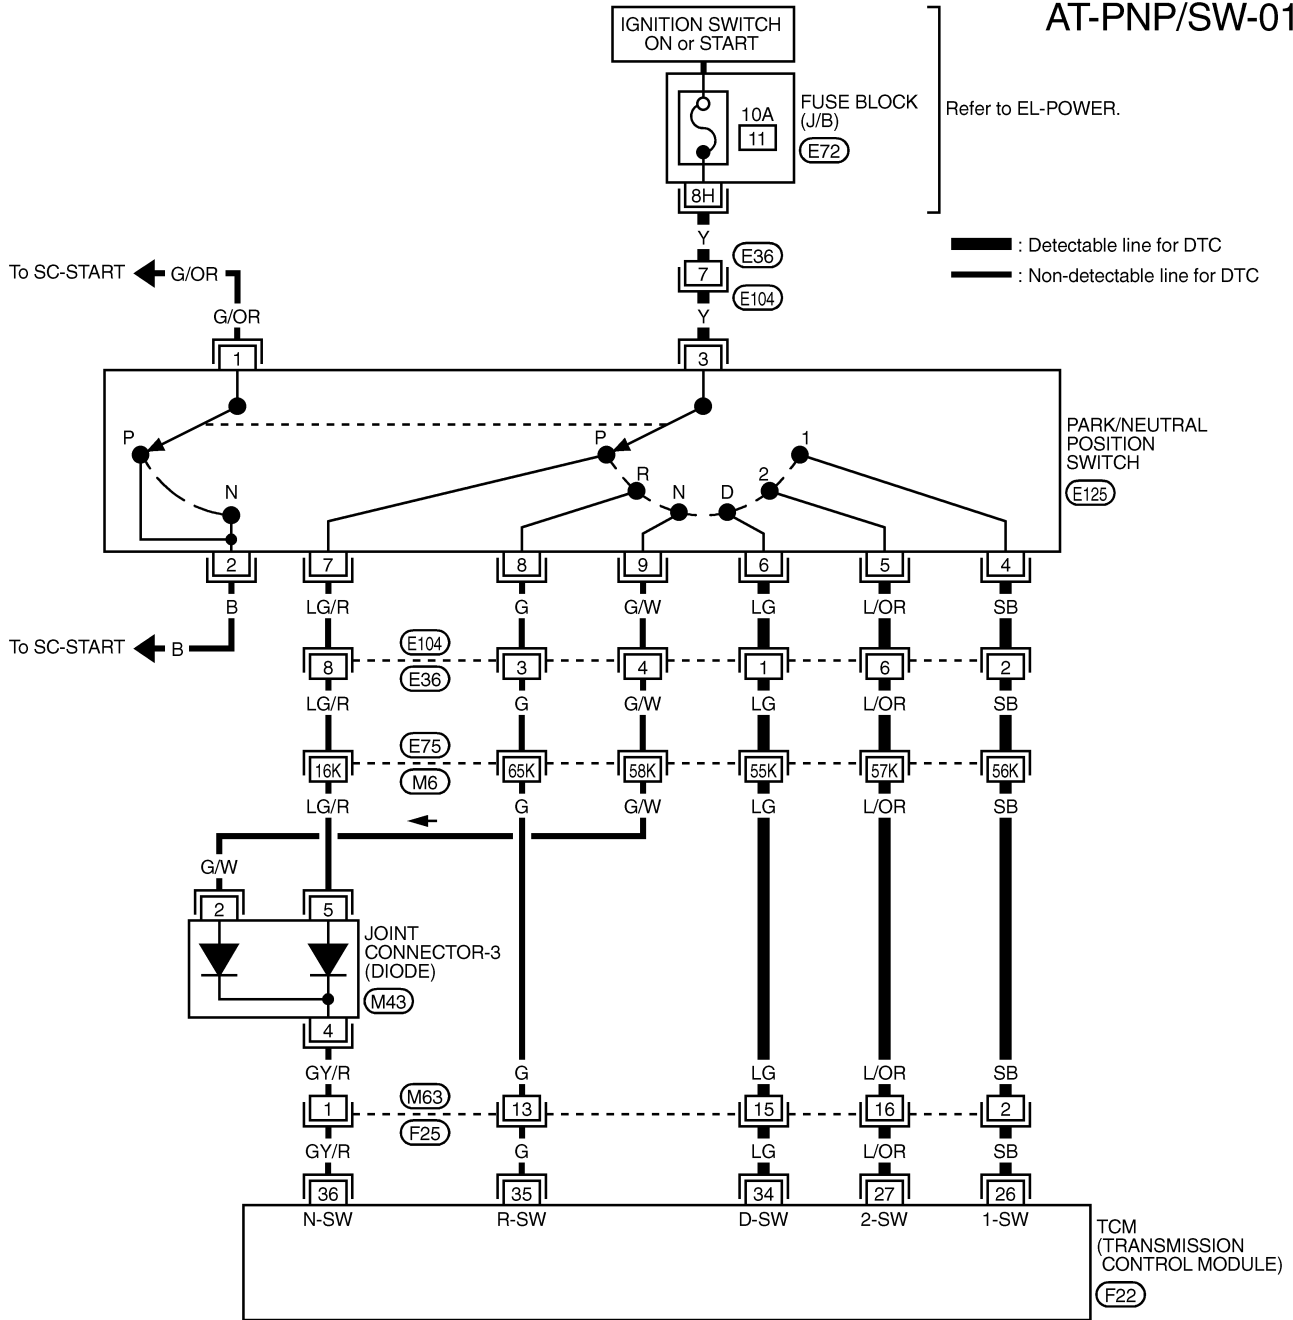 AT-PNP/SW-01
IGNITION SWITCH
ON or START
10A
11
FUSE BLOCK
(J/B)
E72
Refer to EL-POWER.
8H
Y
: Detectable line for DTC
: Non-detectable line for DTC
E36
7
E104
Y
To SC-START
G/OR
G/OR
1
3
P
N
P
R
N
D
2
1
PARK/NEUTRAL
POSITION
SWITCH
E125
2
7
8
9
6
5
4
B
LG/R
G
G/W
LG
L/OR
SB
To SC-START
B
E104
8
3
4
1
6
2
E36
LG/R
G
G/W
LG
L/OR
SB
E75
16K
65K
58K
55K
57K
56K
M6
LG/R
G
G/W
LG
L/OR
SB
G/W
2
5
JOINT
CONNECTOR-3
(DIODE)
M43
4
GY/R
G
LG
L/OR
SB
M63
1
13
15
16
2
F25
GY/R
G
LG
L/OR
SB
36
35
34
27
26
N-SW
R-SW
D-SW
2-SW
1-SW
TCM
(TRANSMISSION
CONTROL MODULE)
F22